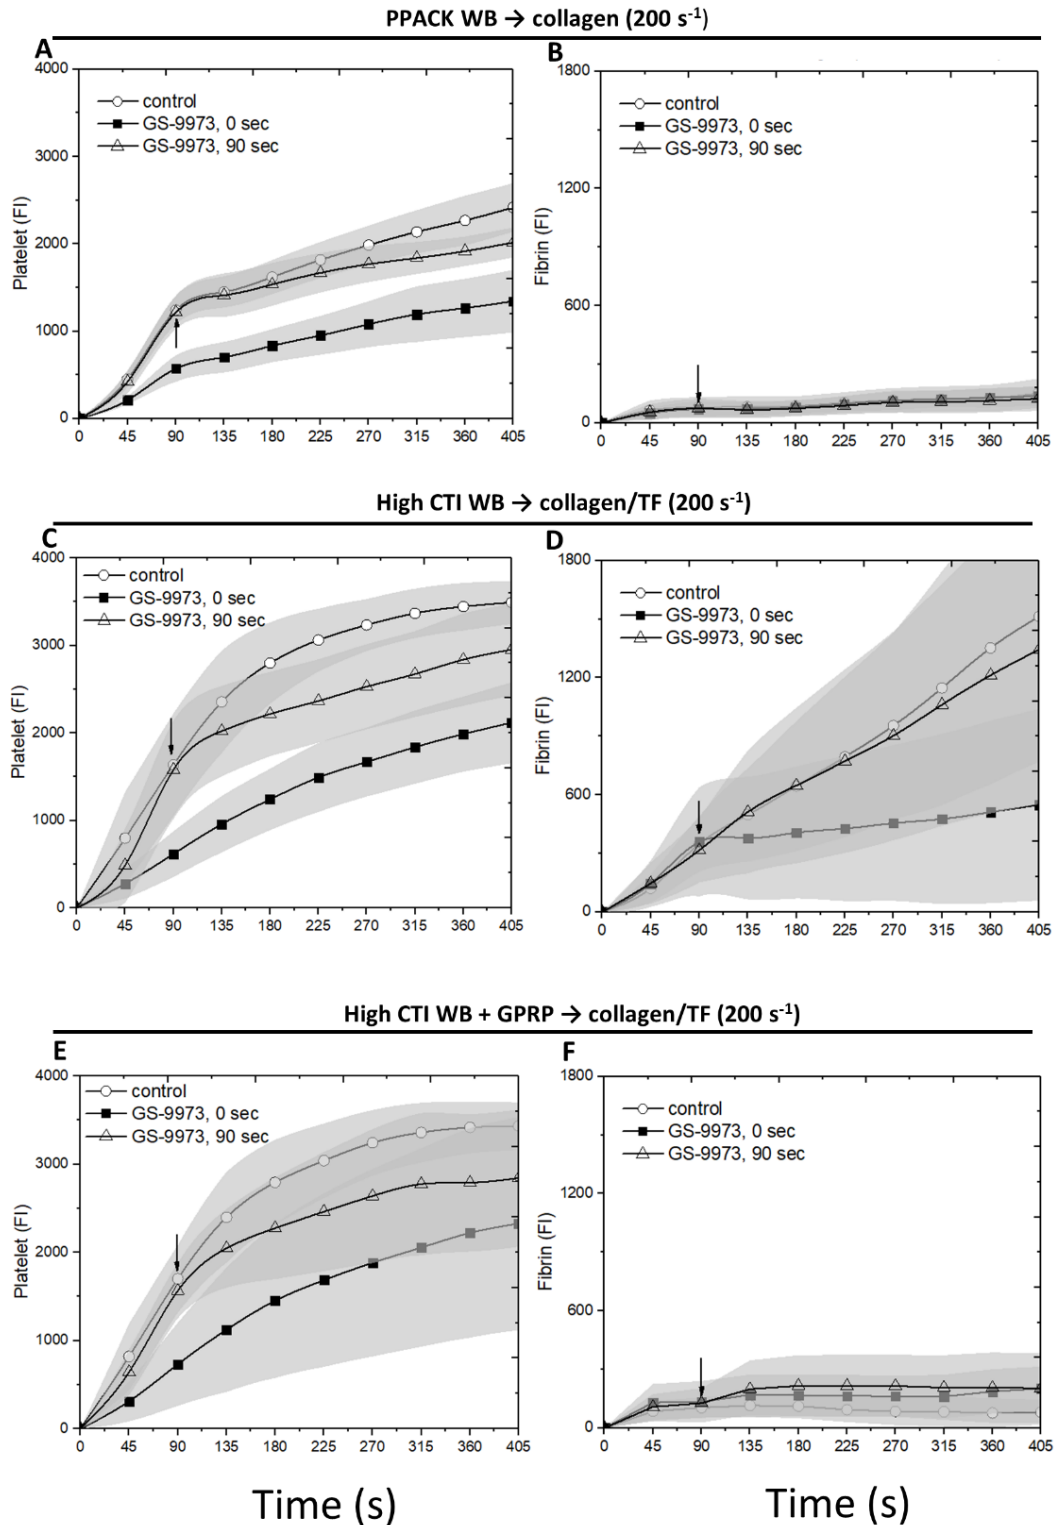 PPACK WB → collagen (200 s⁻¹)
A
4000
3000
2000
1000
0
Platelet (FI)
control
GS-9973, 0 sec
GS-9973, 90 sec
0 45 90 135 180 225 270 315 360 405
B
1800
1200
600
0
Fibrin (FI)
control
GS-9973, 0 sec
GS-9973, 90 sec
0 45 90 135 180 225 270 315 360 405
High CTI WB → collagen/TF (200 s⁻¹)
C
4000
3000
2000
1000
0
Platelet (FI)
control
GS-9973, 0 sec
GS-9973, 90 sec
0 45 90 135 180 225 270 315 360 405
D
1800
1200
600
0
Fibrin (FI)
control
GS-9973, 0 sec
GS-9973, 90 sec
0 45 90 135 180 225 270 315 360 405
High CTI WB + GPRP → collagen/TF (200 s⁻¹)
E
4000
3000
2000
1000
0
Platelet (FI)
control
GS-9973, 0 sec
GS-9973, 90 sec
0 45 90 135 180 225 270 315 360 405
Time (s)
F
1800
1200
600
0
Fibrin (FI)
control
GS-9973, 0 sec
GS-9973, 90 sec
0 45 90 135 180 225 270 315 360 405
Time (s)